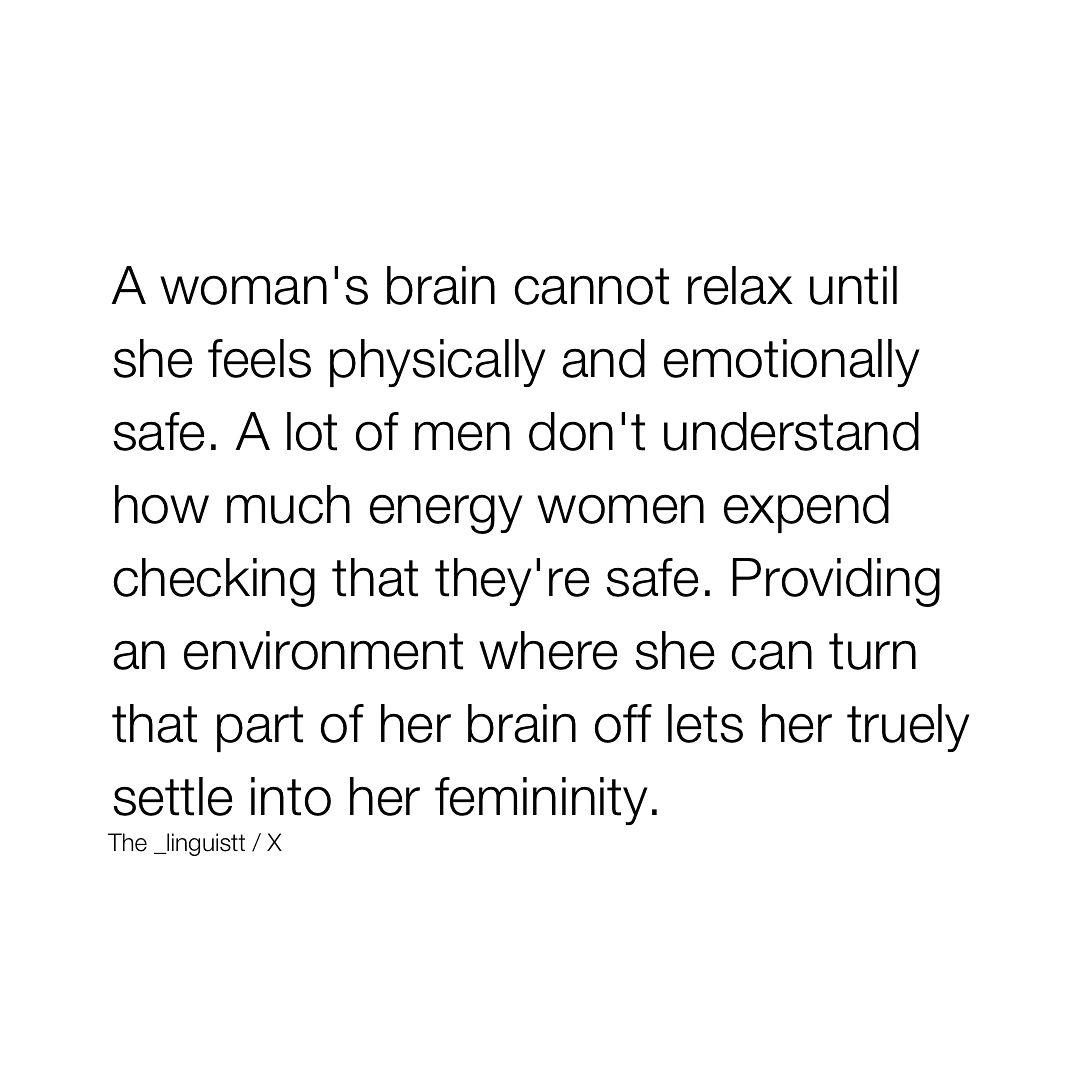 A woman's brain cannot relax until
she feels physically and emotionally
safe. A lot of men don't understand
how much energy women expend
checking that they're safe. Providing
an environment where she can turn
that part of her brain off lets her truely
settle into her femininity.
The _linguistt / X